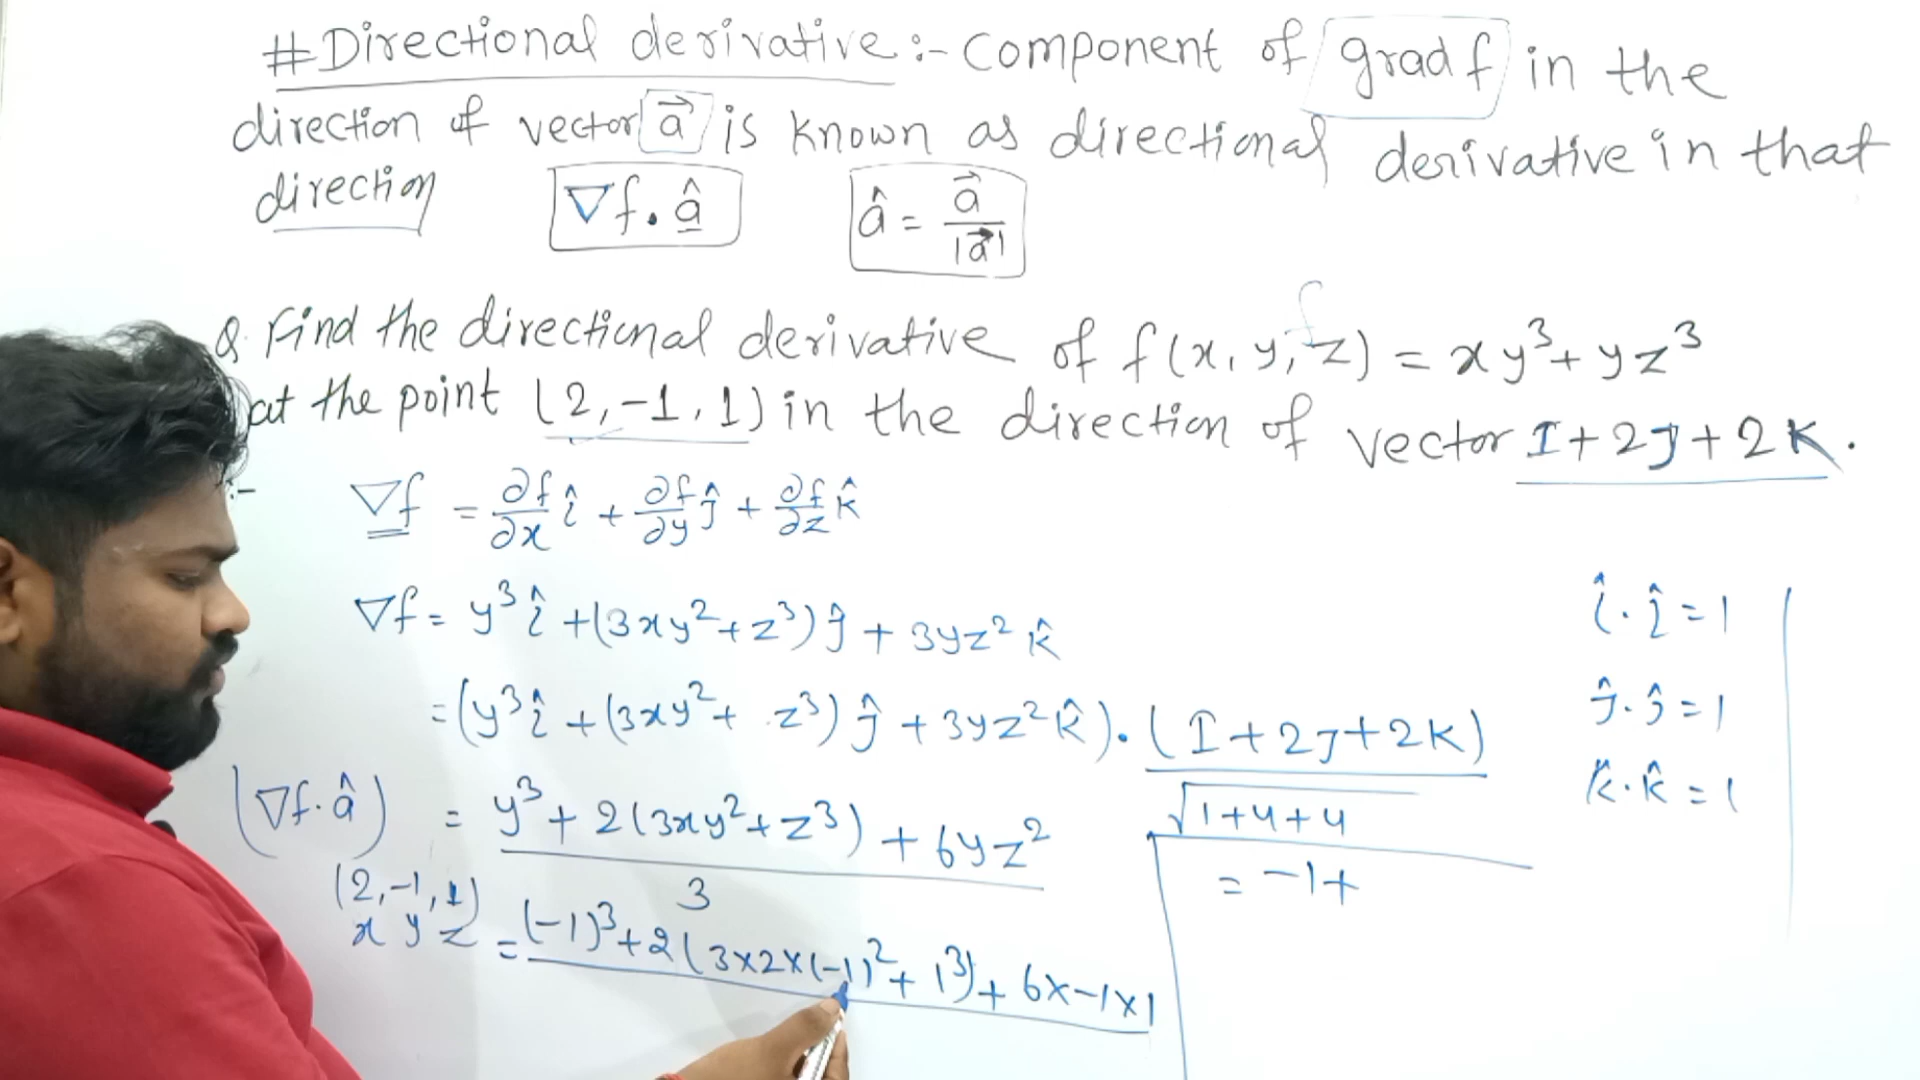 #Directional derivative :- Component of grad f in the
direction of vector a⃗ is known as directional derivative in that
direction ∇f.â â = a⃗/|a⃗|
Q. Find the directional derivative of f(x, y, z) = xy³+yz³
at the point (2,-1,1) in the direction of vector I+2J+2K.
:- ∇f = ∂f/∂x î + ∂f/∂y ĵ + ∂f/∂z k̂
∇f = y³ î +(3xy²+z³) ĵ + 3yz² k̂
î.î = 1
=(y³ î +(3xy²+ z³) ĵ + 3yz² k̂).(I+2J+2K)/√1+4+4
ĵ.ĵ = 1
k̂.k̂ = 1
(∇f.â) = y³+2(3xy²+z³)+6yz²/3
(2,-1,1)
x y z
= (-1)³+2(3×2×(-1)²+1³)+6×-1×1
= -1+